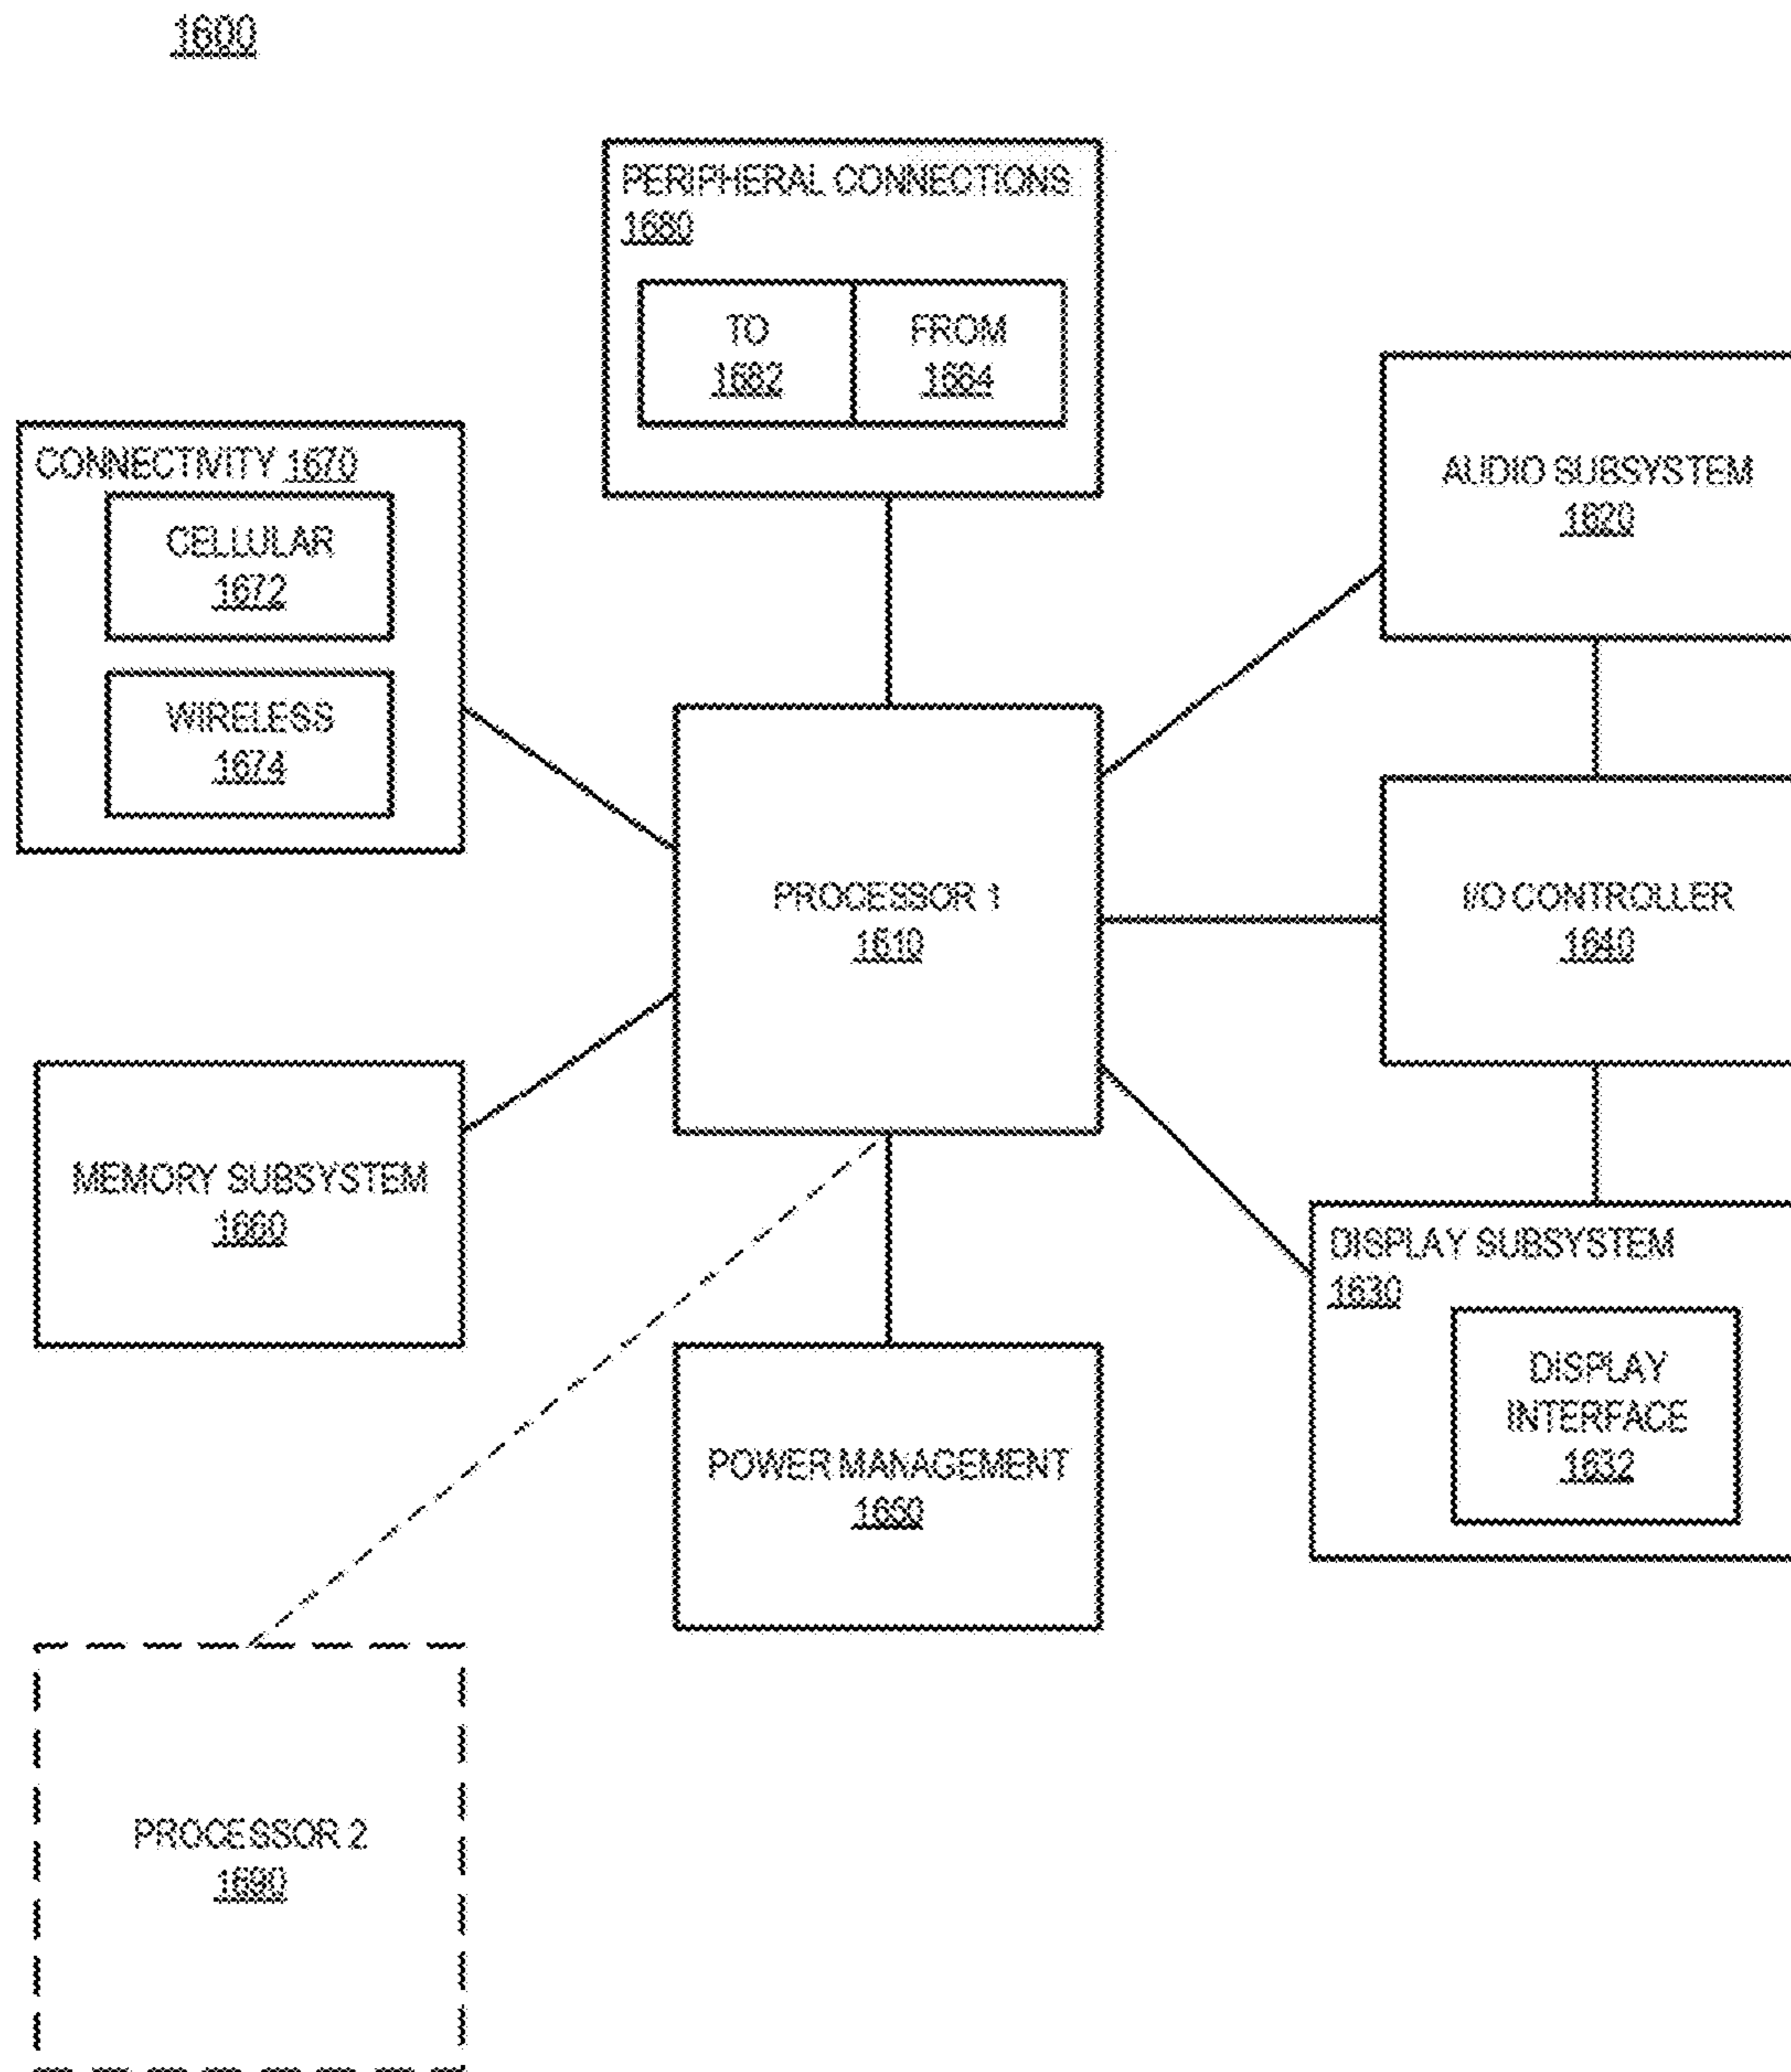 1600
PERIPHERAL CONNECTIONS
1680
TO
1682
FROM
1684
AUDIO SUBSYSTEM
1620
CONNECTIVITY 1670
CELLULAR
1672
WIRELESS
1674
PROCESSOR 1
1610
I/O CONTROLLER
1640
MEMORY SUBSYSTEM
1660
DISPLAY SUBSYSTEM
1630
DISPLAY
INTERFACE
1632
POWER MANAGEMENT
1650
PROCESSOR 2
1690